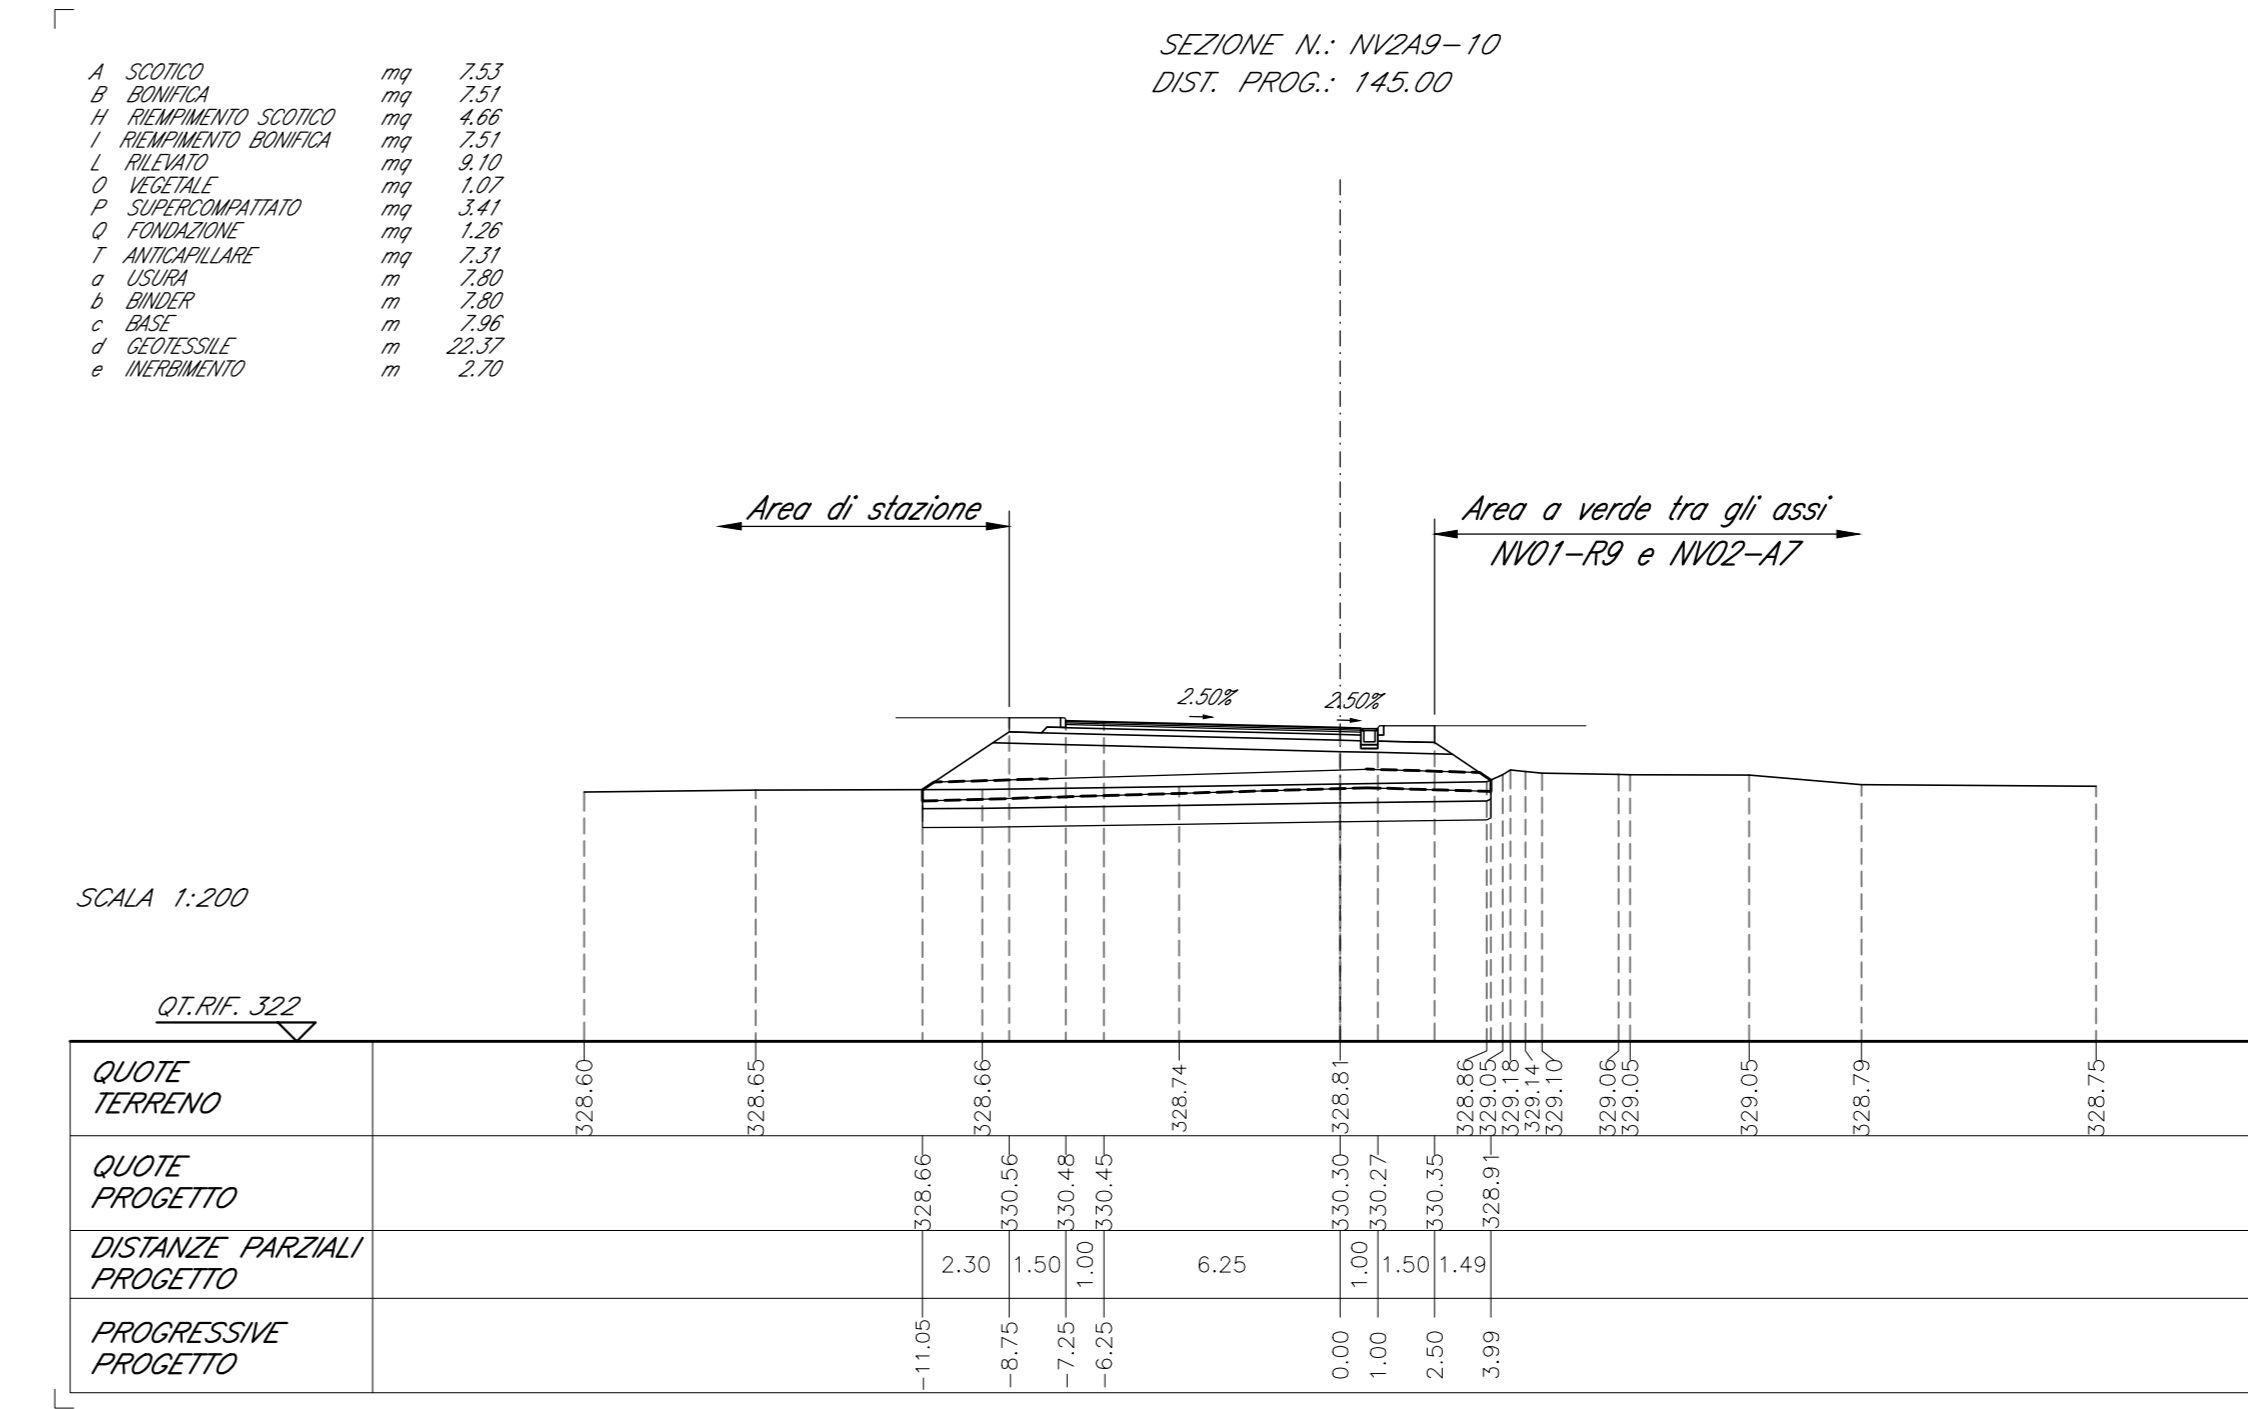 SEZIONE N.: NV2A9-10
DIST. PROG.: 145.00
A SCOTICO mq 7.53
B BONIFICA mq 7.51
H RIEMPIMENTO SCOTICO mq 4.66
I RIEMPIMENTO BONIFICA mq 7.51
L RILEVATO mq 9.10
O VEGETALE mq 1.07
P SUPERCOMPATTATO mq 3.41
Q FONDAZIONE mq 1.26
T ANTICAPILLARE mq 7.31
a USURA m 7.80
b BINDER m 7.80
c BASE m 7.96
d GEOTESSILE m 22.37
e INERBIMENTO m 2.70
Area di stazione
Area a verde tra gli assi
NV01-R9 e NV02-A7
2.50% 2.50%
SCALA 1:200
QT.RIF. 322
QUOTE
TERRENO
328.60 328.65 328.66 328.74 328.81 328.86 329.05 329.18 329.14 329.10 329.06 329.05 329.05 328.79 328.75
QUOTE
PROGETTO
328.66 330.56 330.48 330.45 330.30 330.27 330.35 328.91
DISTANZE PARZIALI
PROGETTO
2.30 1.50 1.00 6.25 1.00 1.50 1.49
PROGRESSIVE
PROGETTO
-11.05 -8.75 -7.25 -6.25 0.00 1.00 2.50 3.99